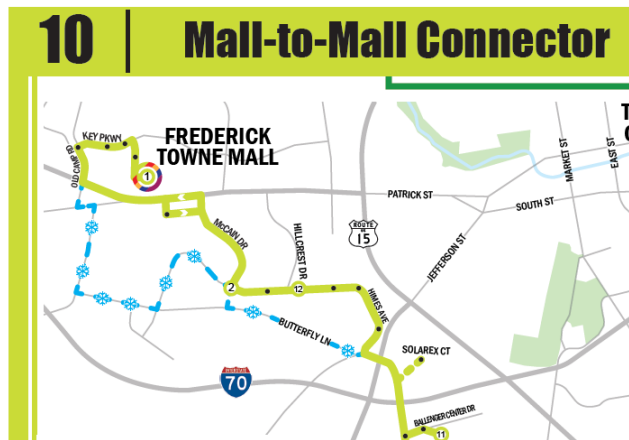 10 Mall-to-Mall Connector
T
KEY PKWY
FREDERICK
TOWNE MALL
MARKET ST
EAST ST
OLD CAMP RD
1
PATRICK ST
SOUTH ST
McCAIN DR
HILLCREST DR
ROUTE
15
JEFFERSON ST
2
12
HIMES AVE
BUTTERFLY LN
SOLAREX CT
70
BALLENGER CENTER DR
11